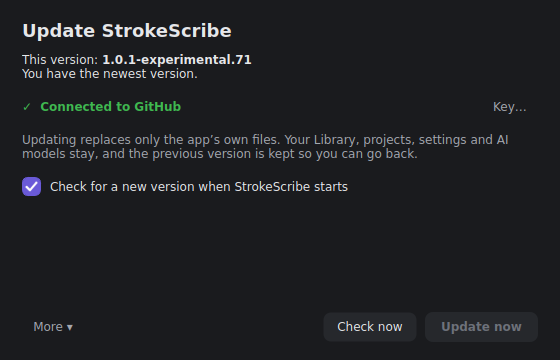 Update StrokeScribe
This version: 1.0.1-experimental.71
You have the newest version.
✓ Connected to GitHub
Key...
Updating replaces only the app’s own files. Your Library, projects, settings and AI
models stay, and the previous version is kept so you can go back.
Check for a new version when StrokeScribe starts
More ▾
Check now
Update now